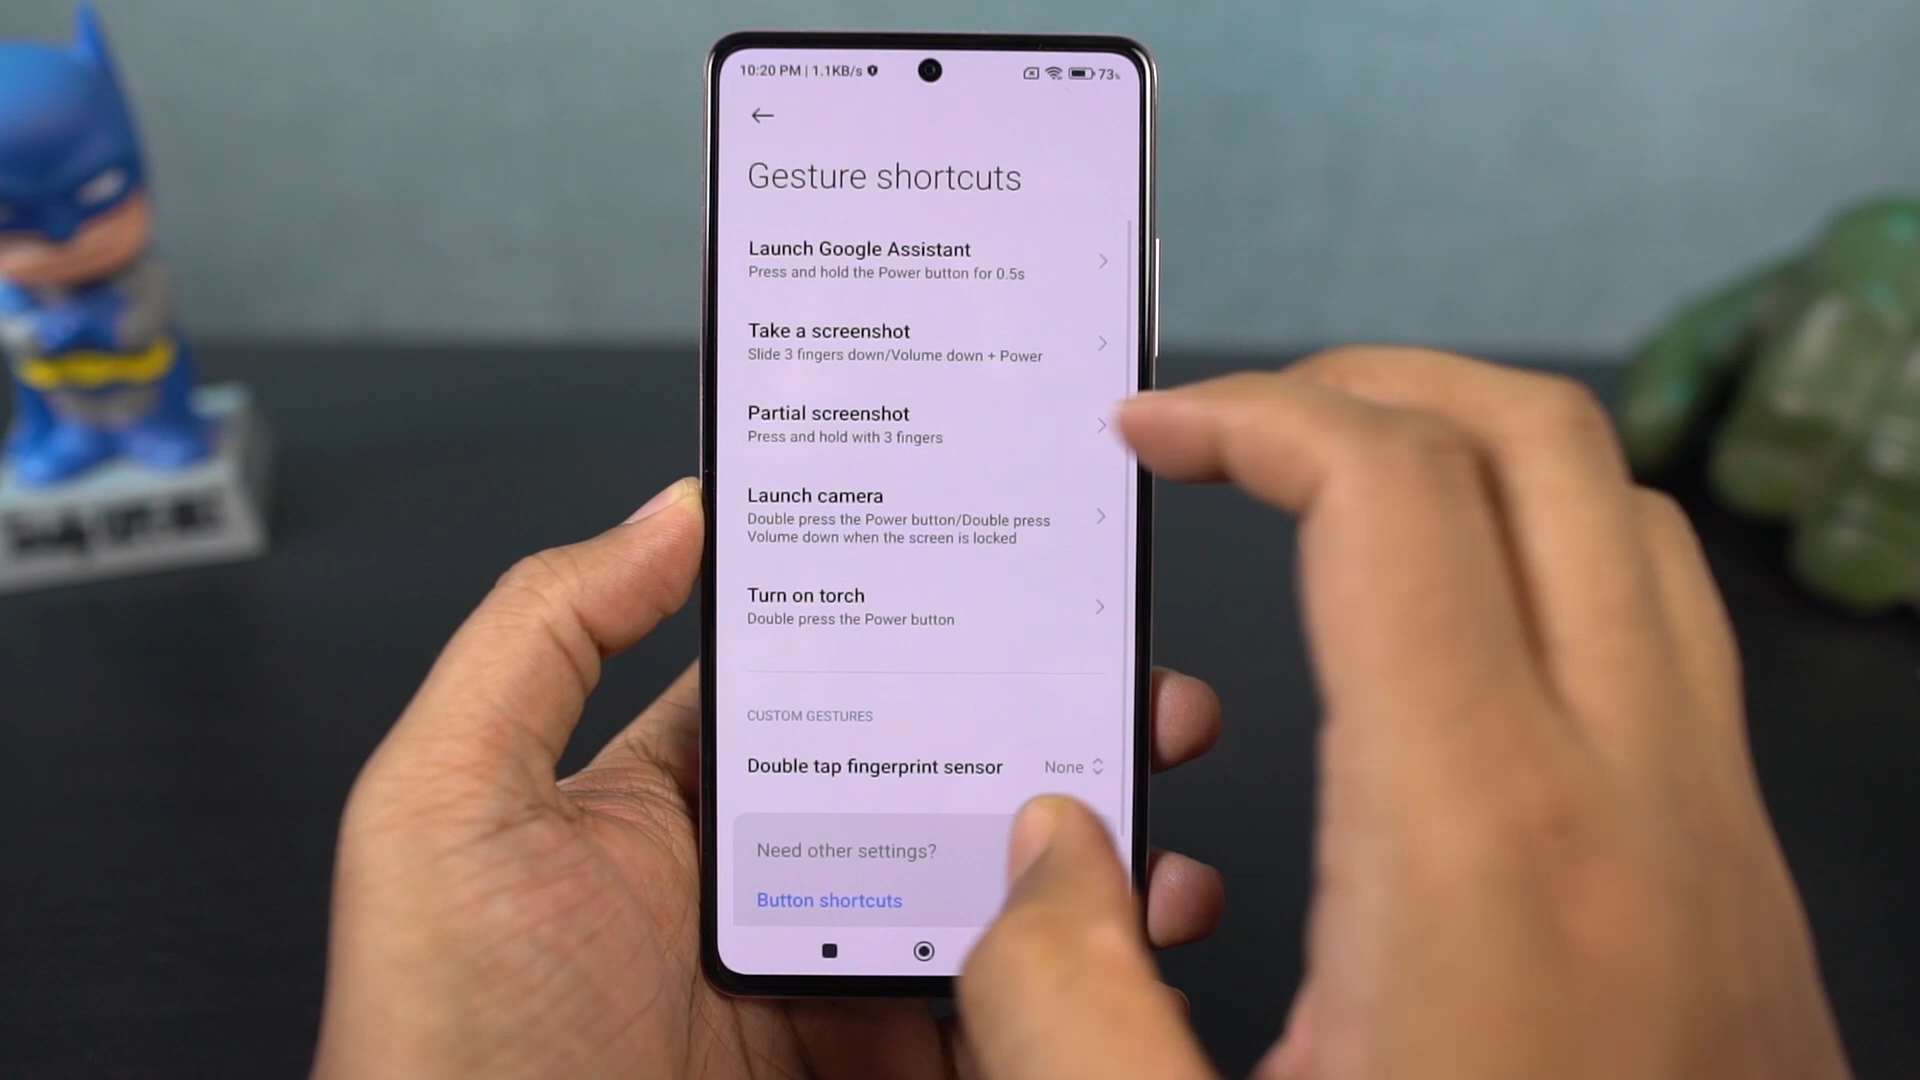 10:20 PM | 1.1KB/s
73%
Gesture shortcuts
Launch Google Assistant
Press and hold the Power button for 0.5s
Take a screenshot
Slide 3 fingers down/Volume down + Power
Partial screenshot
Press and hold with 3 fingers
Launch camera
Double press the Power button/Double press
Volume down when the screen is locked
Turn on torch
Double press the Power button
CUSTOM GESTURES
Double tap fingerprint sensor
None
Need other settings?
Button shortcuts